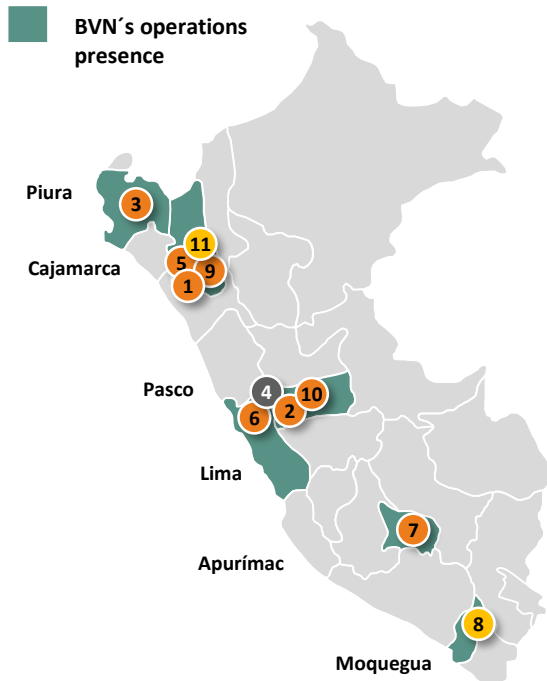 BVN´s operations
presence
Piura
3
11
Cajamarca
5
9
1
Pasco
4
10
6
2
Lima
7
Apurímac
8
Moquegua